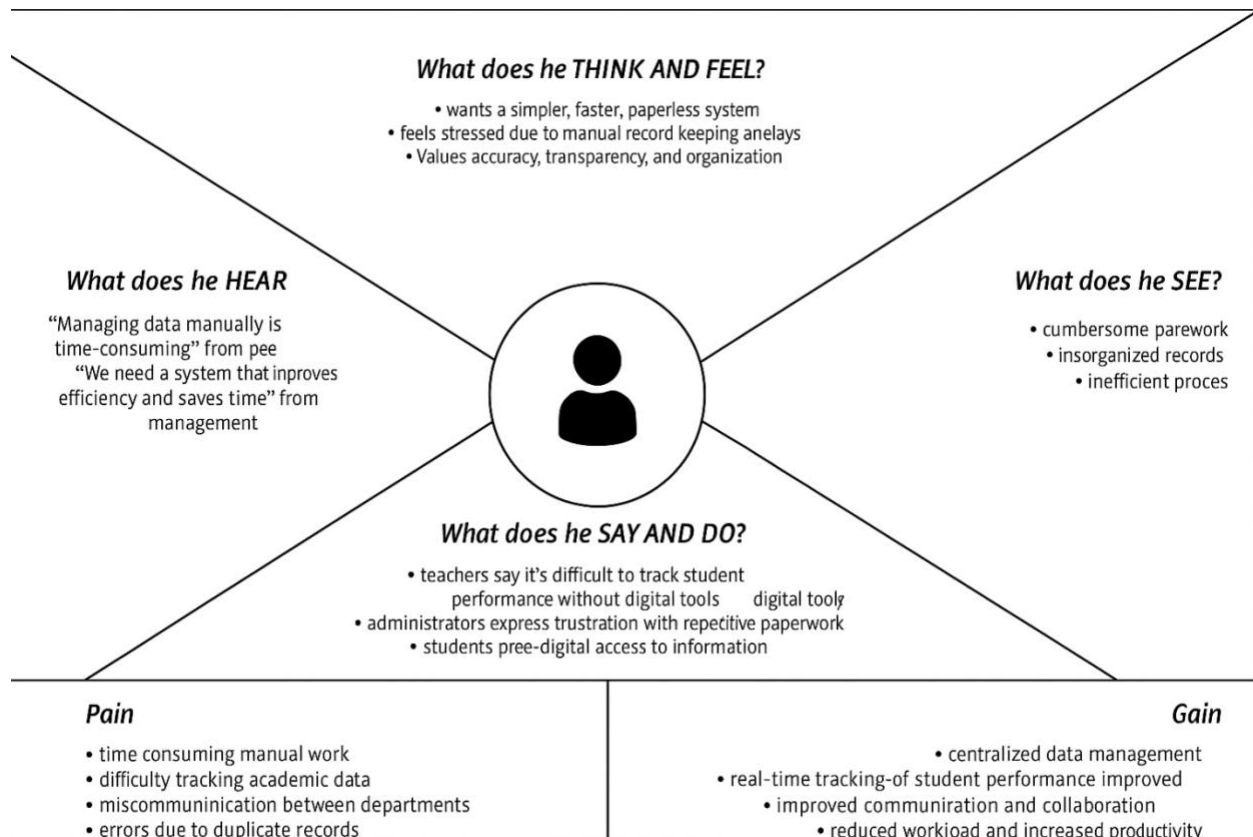 What does he THINK AND FEEL?
• wants a simpler, faster, paperless system
• feels stressed due to manual record keeping anelays
• Values accuracy, transparency, and organization
What does he HEAR
“Managing data manually is
time-consuming” from pee
“We need a system that inproves
efficiency and saves time” from
management
What does he SEE?
• cumbersome parework
• insorganized records
• inefficient proces
What does he SAY AND DO?
• teachers say it’s difficult to track student
performance without digital tools digital tools
• administrators express trustration with repetitive paperwork
• students pree-digital access to information
Pain
• time consuming manual work
• difficulty tracking academic data
• miscommuninication between departments
• errors due to duplicate records
Gain
• centralized data management
• real-time tracking-of student performance improved
• improved communiration and collaboration
• reduced workioad and increased productivity